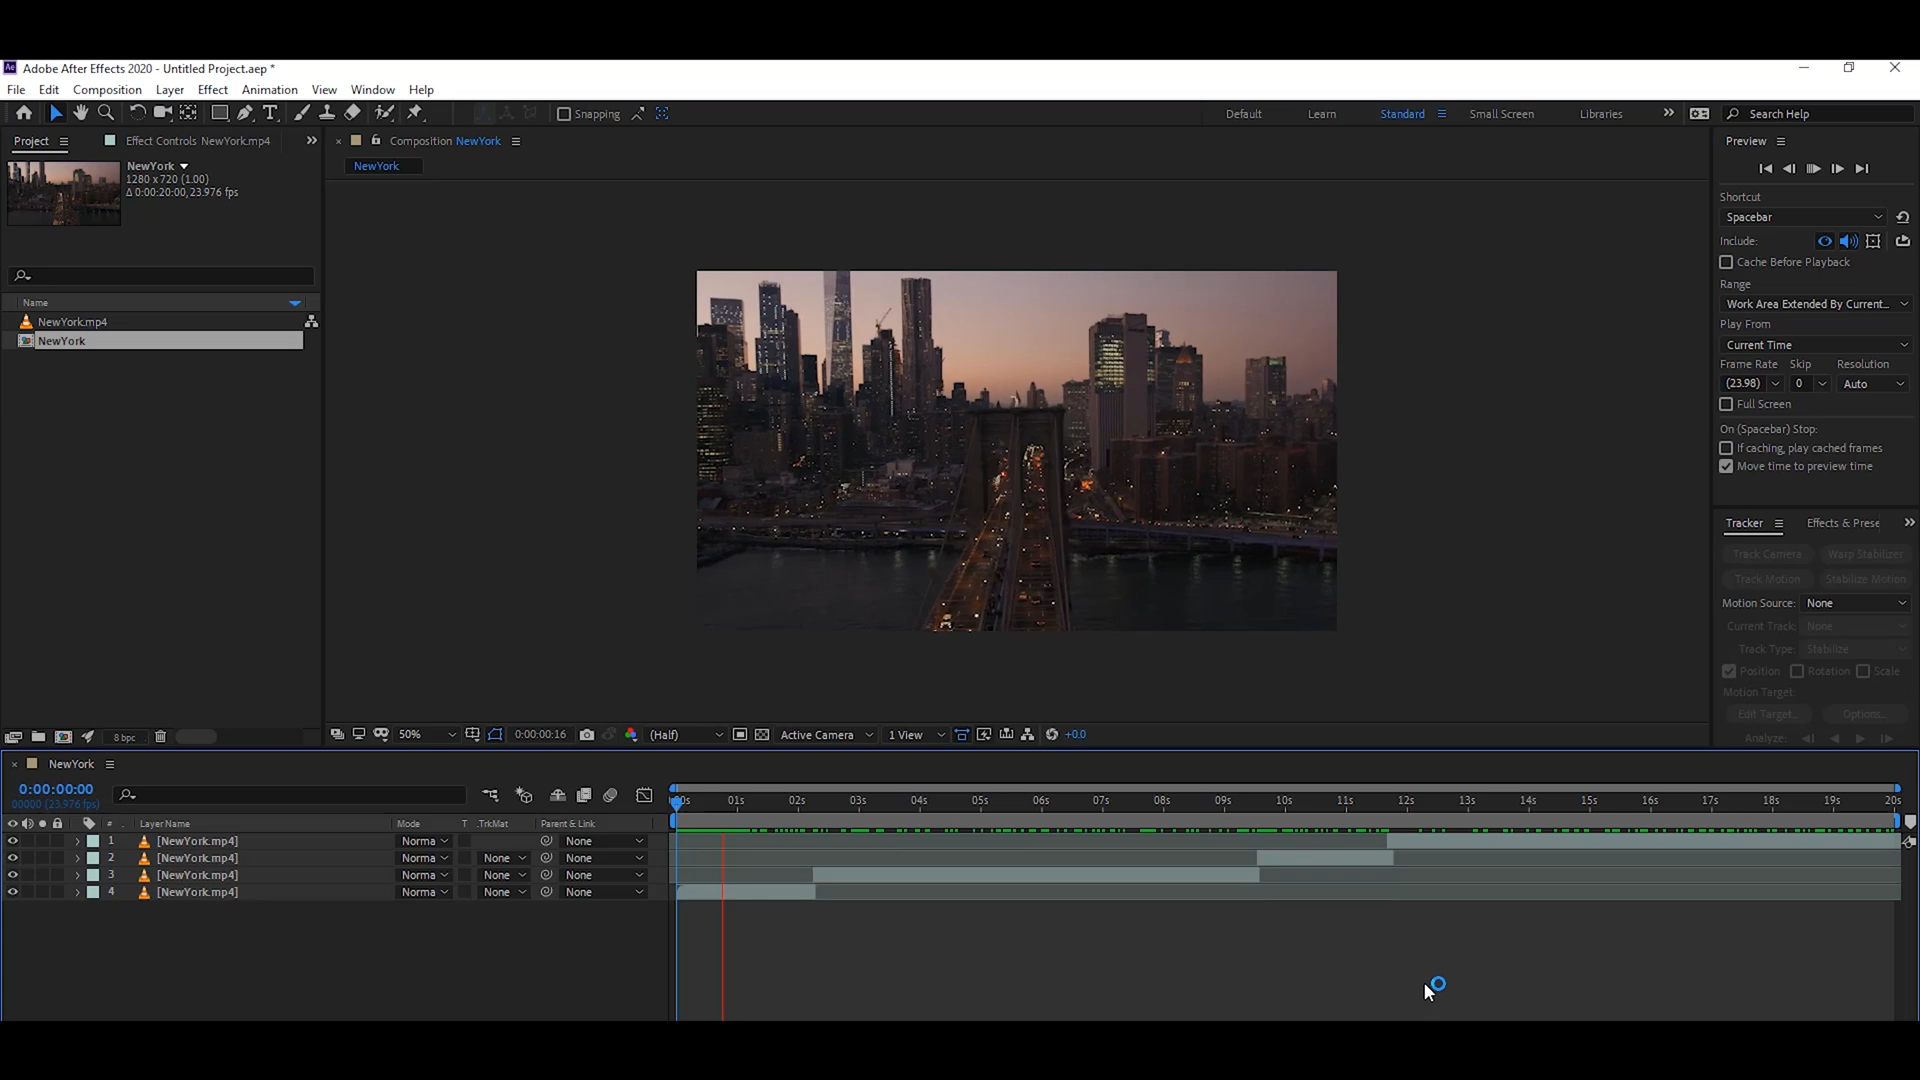 Ae Adobe After Effects 2020 - Untitled Project.aep *
File Edit Composition Layer Effect Animation View Window Help
Snapping Default Learn Standard Small Screen Libraries Search Help
Project Effect Controls NewYork.mp4
Composition NewYork
NewYork
NewYork
1280 x 720 (1.00)
Δ 0:00:20:00, 23.976 fps
Name
NewYork.mp4
NewYork
8 bpc
50% 0:00:00:16 (Half) Active Camera 1 View +0.0
Preview
Shortcut
Spacebar
Include:
Cache Before Playback
Range
Work Area Extended By Current...
Play From
Current Time
Frame Rate Skip Resolution
(23.98) 0 Auto
Full Screen
On (Spacebar) Stop:
If caching, play cached frames
Move time to preview time
Tracker Effects & Prese
Track Camera Warp Stabilizer
Track Motion Stabilize Motion
Motion Source: None
Current Track: None
Track Type: Stabilize
Position Rotation Scale
Motion Target:
Edit Target... Options...
Analyze:
NewYork
0:00:00:00
00000 (23.976 fps)
00s 01s 02s 03s 04s 05s 06s 07s 08s 09s 10s 11s 12s 13s 14s 15s 16s 17s 18s 19s 20s
# Layer Name Mode T .TrkMat Parent & Link
1 [NewYork.mp4] Norma None
2 [NewYork.mp4] Norma None None
3 [NewYork.mp4] Norma None None
4 [NewYork.mp4] Norma None None